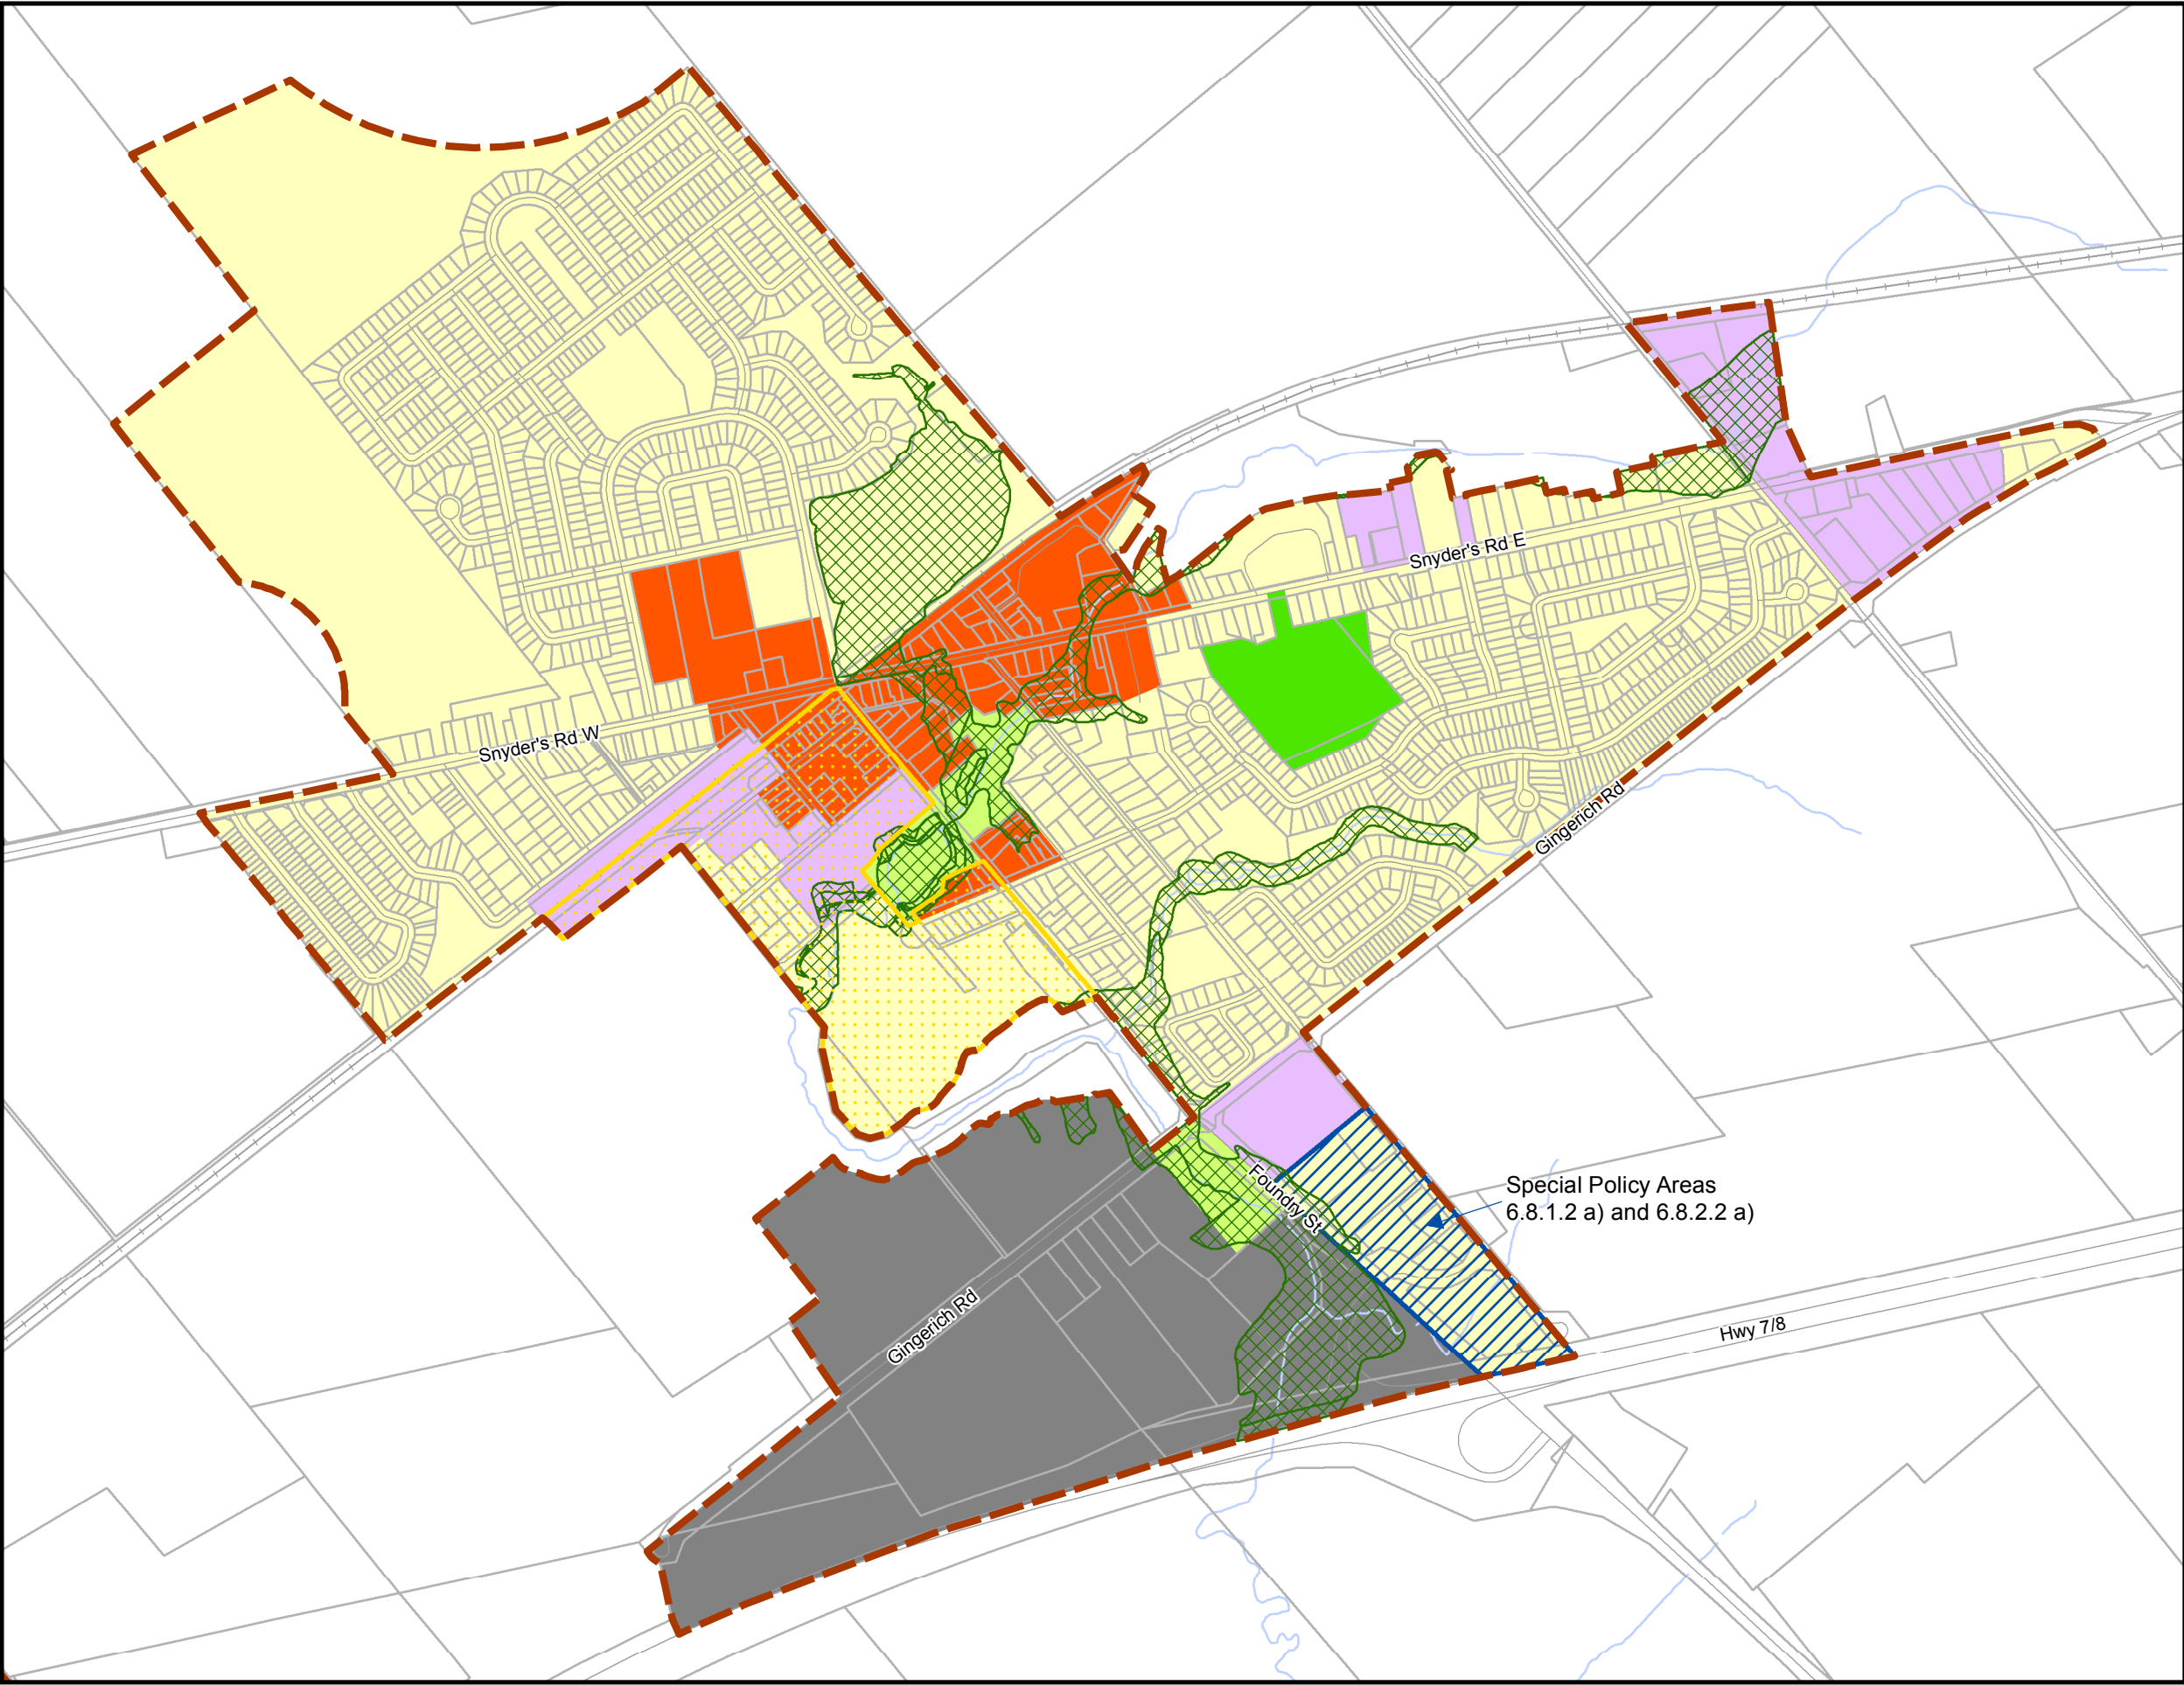 Snyder's Rd E
Snyder's Rd W
Gingerich Rd
Foundry St
Special Policy Areas
6.8.1.2 a) and 6.8.2.2 a)
Gingerich Rd
Hwy 7/8